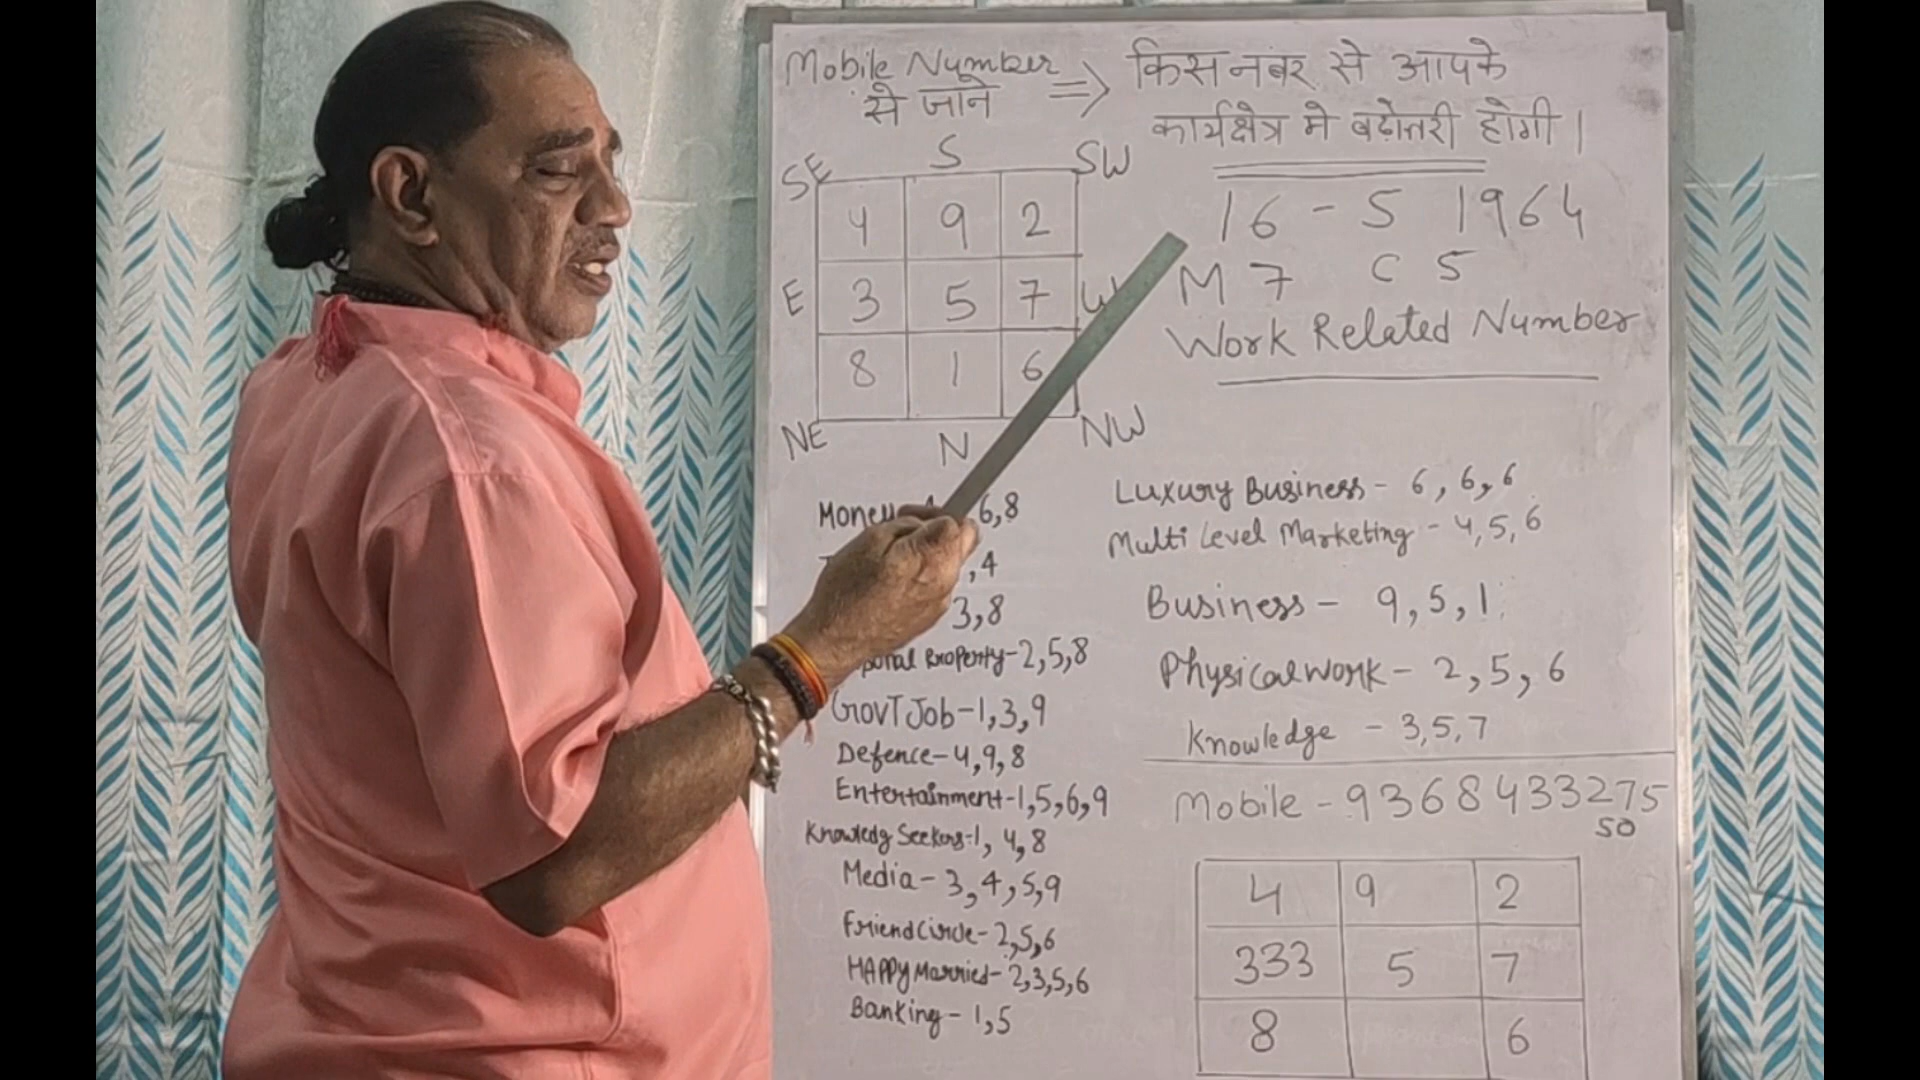 Mobile Number
से जाने
=> किस नंबर से आपके
कार्यक्षेत्र मे बढ़ोत्तरी होगी।
SE S SW
4 9 2
E 3 5 7 W
8 1 6
NE N NW
16 - 5 1964
M 7 C 5
Work Related Number
Money 6,8
,4
3,8
Property-2,5,8
GOVT Job-1,3,9
Defence-4,9,8
Entertainment-1,5,6,9
Knowledg Seekers-1, 4,8
Media-3,4,5,9
Friend Circle-2,5,6
HAPPY Married-2,3,5,6
Banking-1,5
Luxury Business - 6,6,6
Multi Level Marketing - 4,5,6
Business - 9,5,1
Physical work - 2,5,6
Knowledge - 3,5,7
Mobile - 9368433275
50
4 9 2
333 5 7
8 6